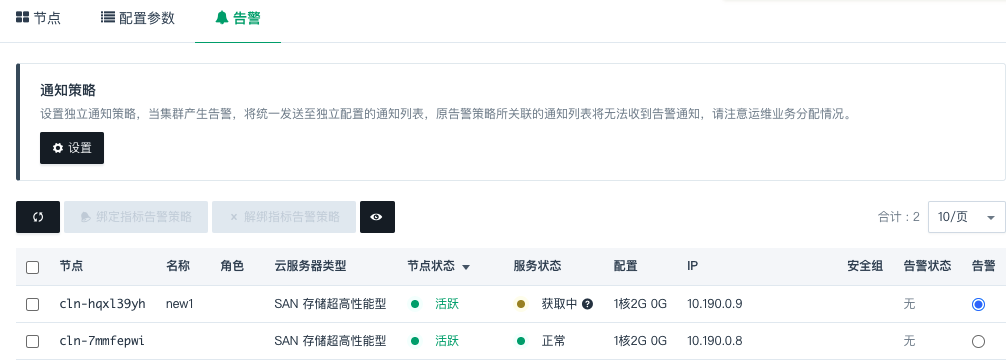 节点 配置参数 告警
通知策略
设置独立通知策略，当集群产生告警，将统一发送至独立配置的通知列表，原告警策略所关联的通知列表将无法收到告警通知，请注意运维业务分配情况。
设置
绑定指标告警策略 解绑指标告警策略 合计：2 10/页
节点 名称 角色 云服务器类型 节点状态 服务状态 配置 IP 安全组 告警状态 告警
cln-hqxl39yh new1 SAN 存储超高性能型 活跃 获取中 ? 1核2G 0G 10.190.0.9 无
cln-7mmfepwi SAN 存储超高性能型 活跃 正常 1核2G 0G 10.190.0.8 无